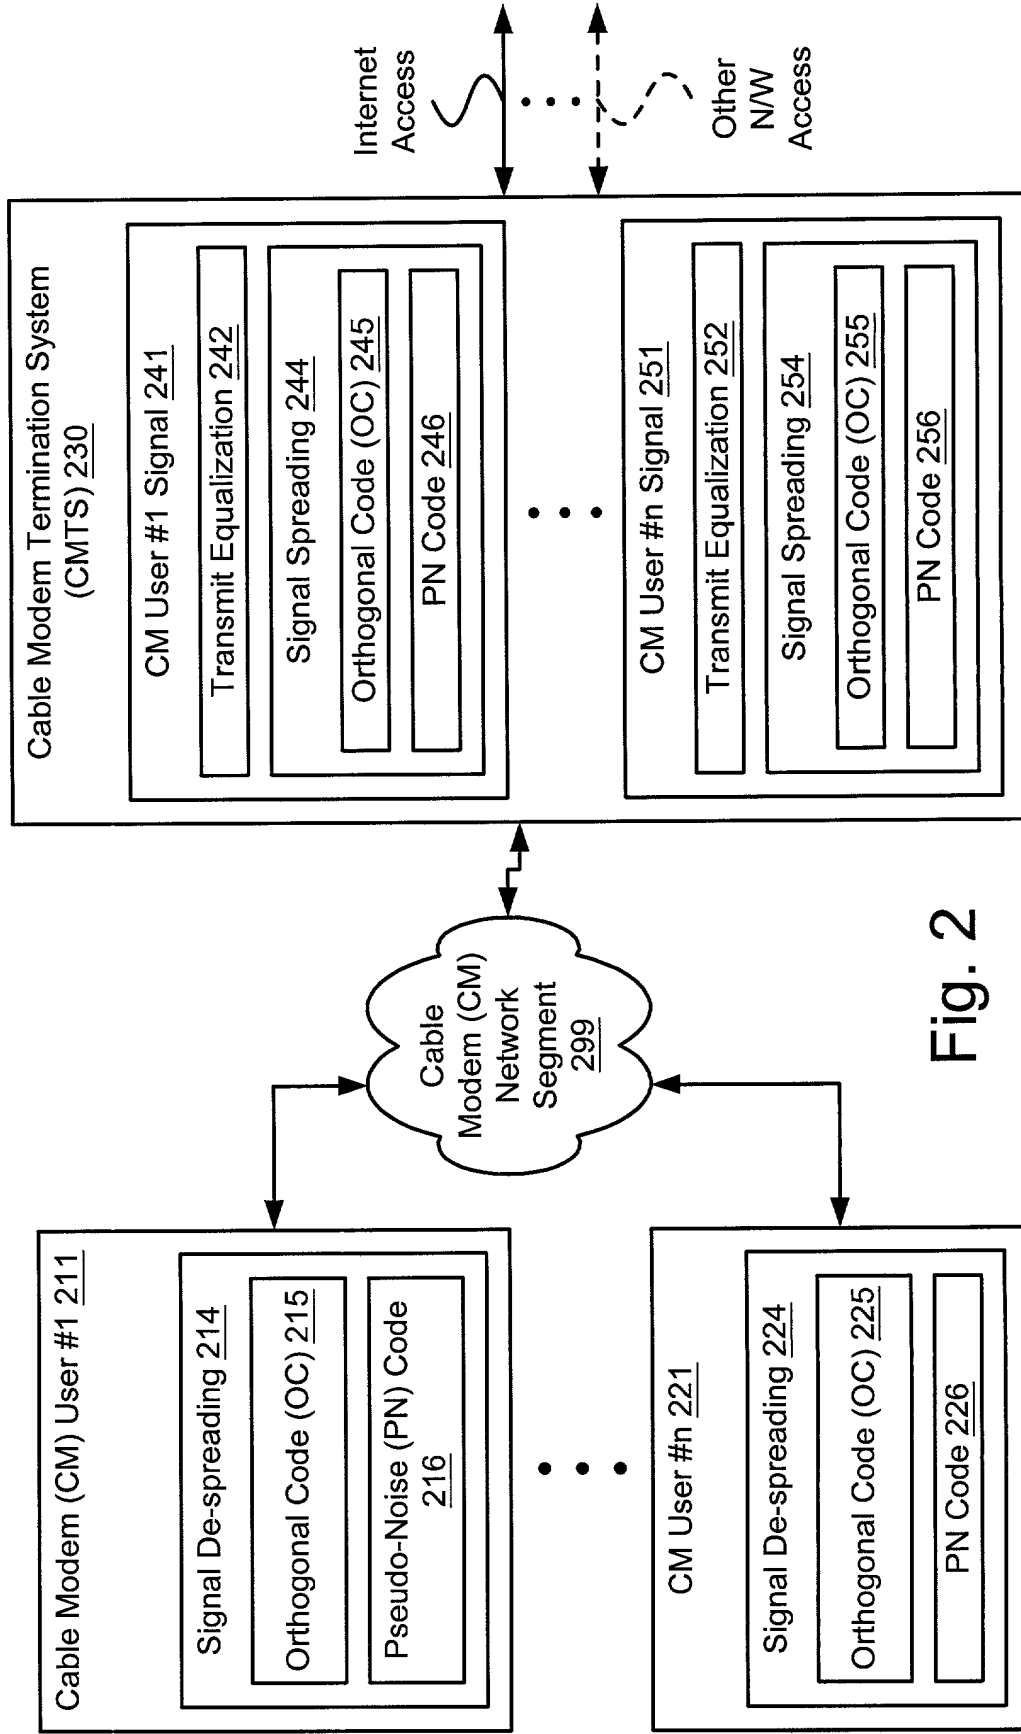 Cable Modem (CM) User #1 211
Signal De-spreading 214
Orthogonal Code (OC) 215
Pseudo-Noise (PN) Code
216
CM User #n 221
Signal De-spreading 224
Orthogonal Code (OC) 225
PN Code 226
Cable
Modem (CM)
Network
Segment
299
Cable Modem Termination System
(CMTS) 230
CM User #1 Signal 241
Transmit Equalization 242
Signal Spreading 244
Orthogonal Code (OC) 245
PN Code 246
CM User #n Signal 251
Transmit Equalization 252
Signal Spreading 254
Orthogonal Code (OC) 255
PN Code 256
Internet
Access
Other
N/W
Access
Fig. 2